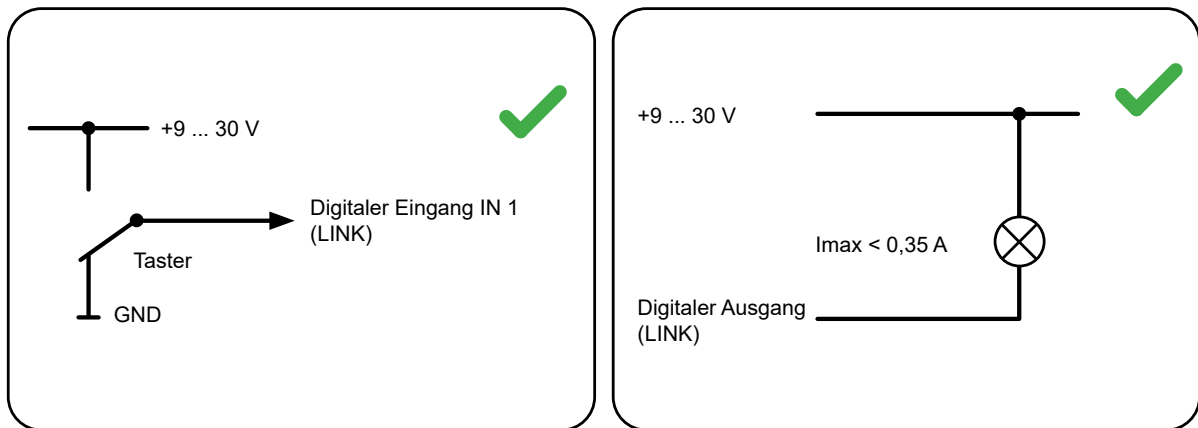 +9 ... 30 V
Digitaler Eingang IN 1
(LINK)
Taster
GND
+9 ... 30 V
Imax < 0,35 A
Digitaler Ausgang
(LINK)